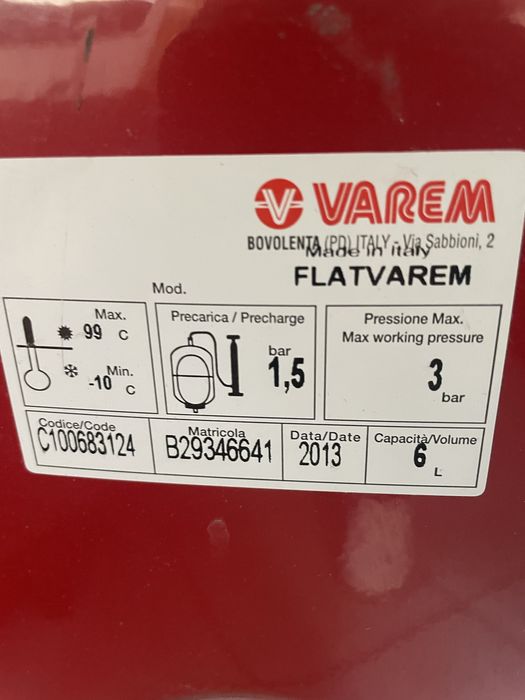 VAREM
BOVOLENTA (PD) ITALY - Via Sabbioni, 2
Made in Italy
Mod. FLATVAREM
Max.
99 C
Min.
-10 C
Precarica / Precharge
bar
1,5
Pressione Max.
Max working pressure
3 bar
Codice/Code
C100683124
Matricola
B29346641
Data/Date
2013
Capacità/Volume
6 L